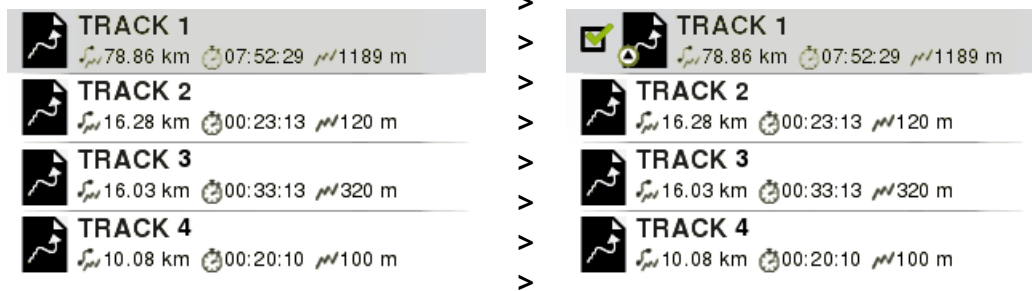 TRACK 1
78.86 km 07:52:29 1189 m
TRACK 2
16.28 km 00:23:13 120 m
TRACK 3
16.03 km 00:33:13 320 m
TRACK 4
10.08 km 00:20:10 100 m
>
>
>
>
>
>
>
>
TRACK 1
78.86 km 07:52:29 1189 m
TRACK 2
16.28 km 00:23:13 120 m
TRACK 3
16.03 km 00:33:13 320 m
TRACK 4
10.08 km 00:20:10 100 m